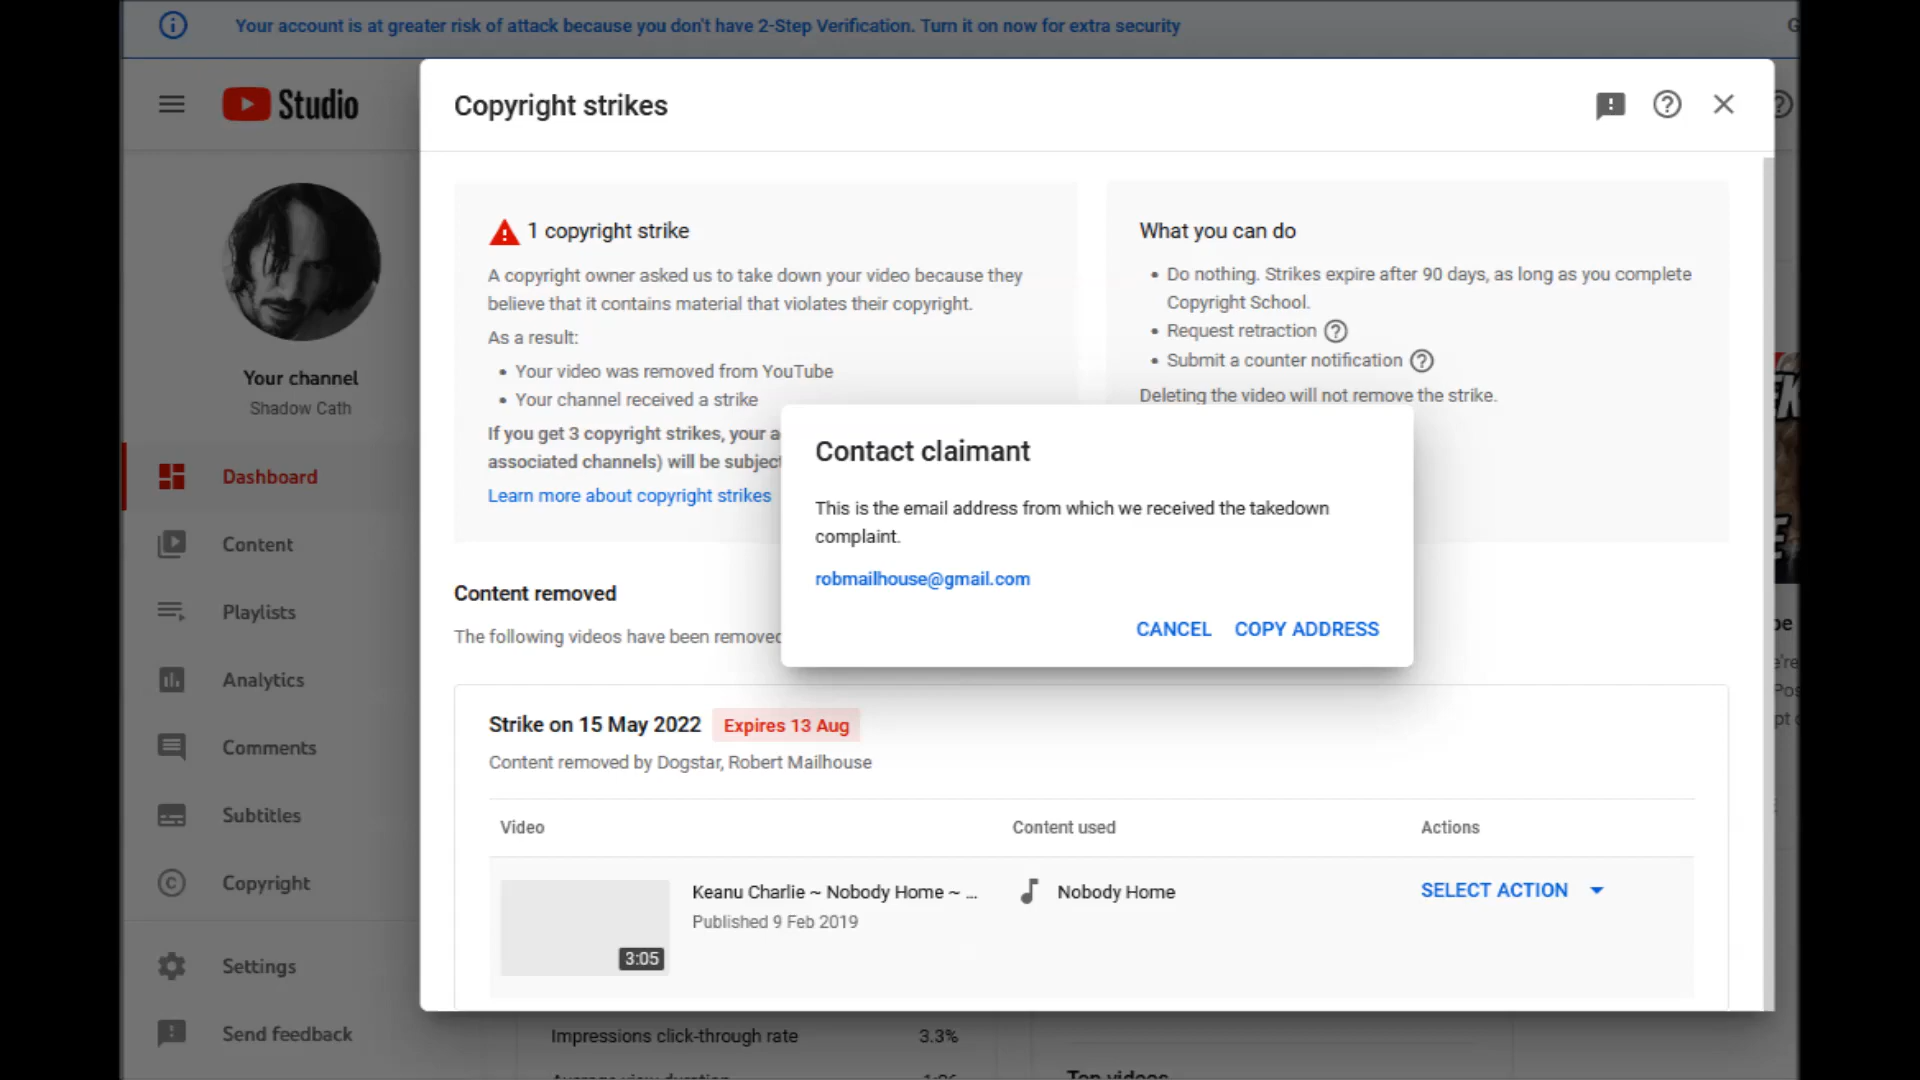 Your account is at greater risk of attack because you don't have 2-Step Verification. Turn it on now for extra security
Studio
Copyright strikes
Your channel
Shadow Cath
Dashboard
Content
Playlists
Analytics
Comments
Subtitles
Copyright
Settings
Send feedback
1 copyright strike
A copyright owner asked us to take down your video because they
believe that it contains material that violates their copyright.
As a result:
• Your video was removed from YouTube
• Your channel received a strike
If you get 3 copyright strikes, your a
associated channels) will be subject
Learn more about copyright strikes
What you can do
• Do nothing. Strikes expire after 90 days, as long as you complete
Copyright School.
• Request retraction
• Submit a counter notification
Deleting the video will not remove the strike.
Contact claimant
This is the email address from which we received the takedown
complaint.
robmailhouse@gmail.com
CANCEL COPY ADDRESS
Content removed
The following videos have been removed
Strike on 15 May 2022 Expires 13 Aug
Content removed by Dogstar, Robert Mailhouse
Video Content used Actions
Keanu Charlie ~ Nobody Home ~ ... Nobody Home SELECT ACTION
Published 9 Feb 2019
3:05
Impressions click-through rate 3.3%
Top videos